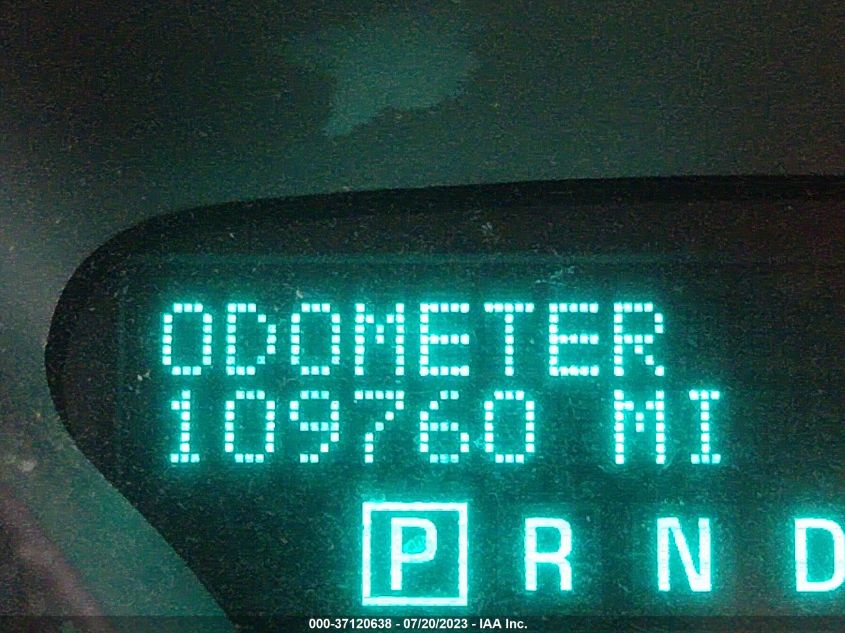 ODOMETER
109760 MI
P R N D
000-37120638 - 07/20/2023 - IAA Inc.